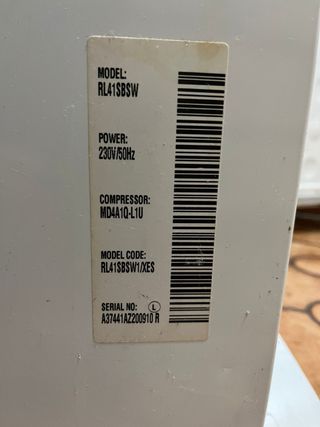 MODEL:
RL41SBSW
POWER:
230V/50Hz
COMPRESSOR:
MD4A1Q-L1U
MODEL CODE:
RL41SBSW1/XES
SERIAL NO: L
A37441AZ200910 R